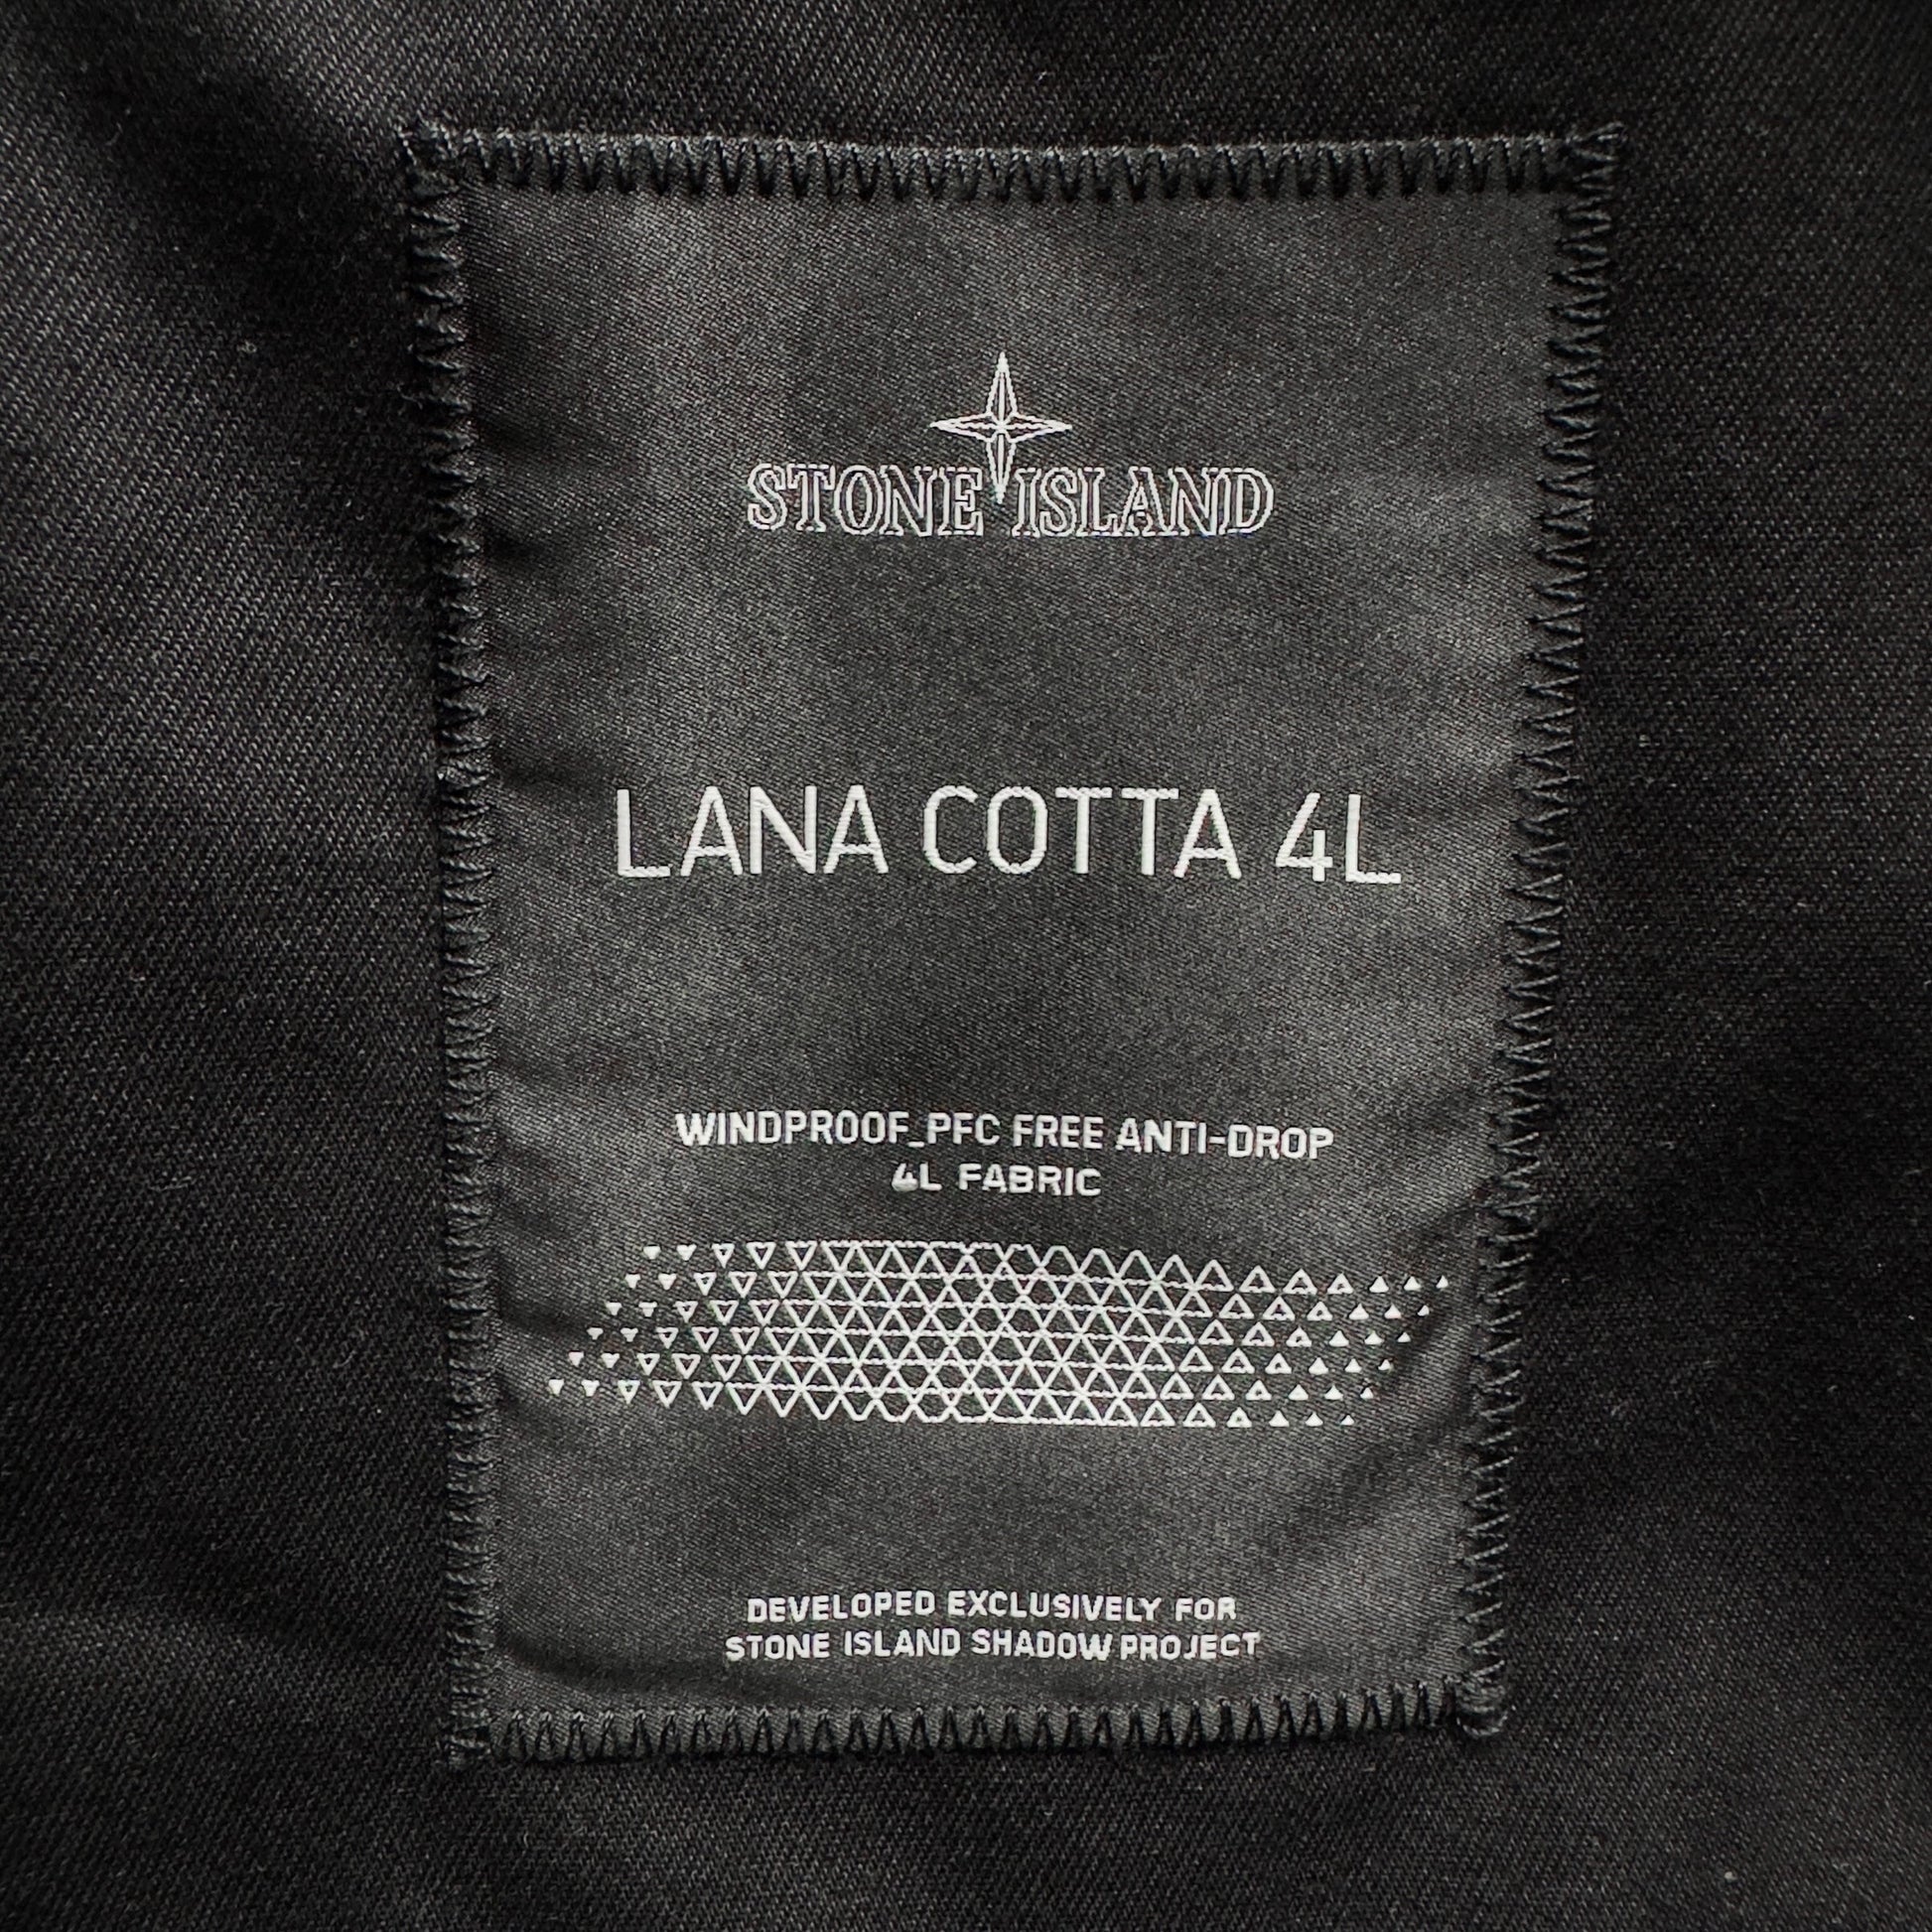 STONE ISLAND
LANA COTTA 4L
WINDPROOF_PFC FREE ANTI-DROP
4L FABRIC
DEVELOPED EXCLUSIVELY FOR
STONE ISLAND SHADOW PROJECT